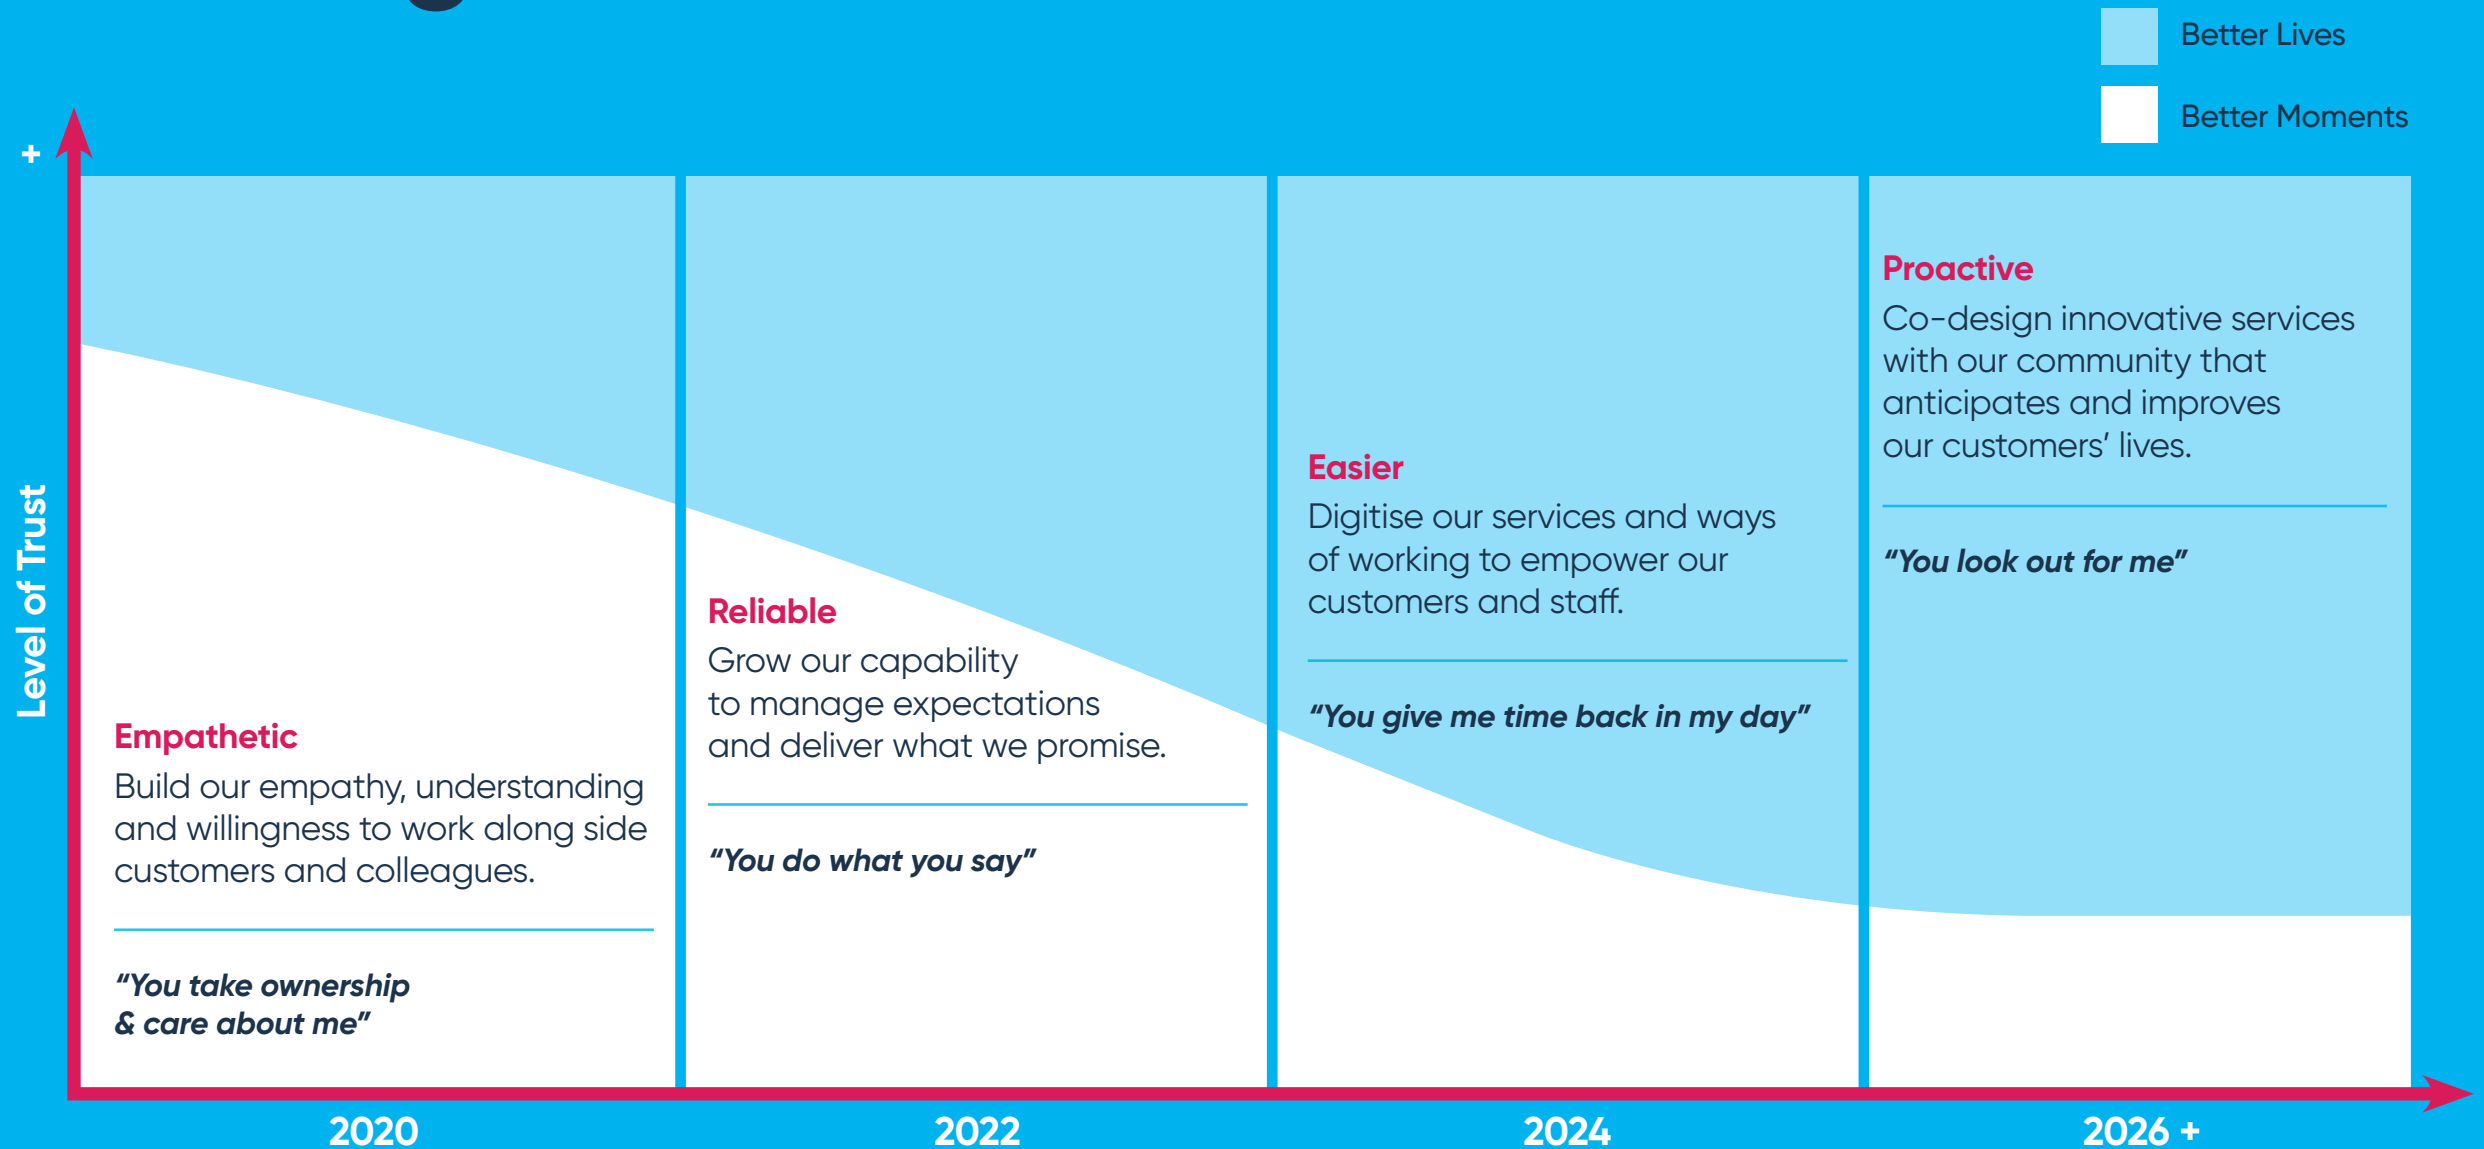 Better Lives
Better Moments
+
Level of Trust
Empathetic
Build our empathy, understanding
and willingness to work along side
customers and colleagues.
“You take ownership
& care about me”
Reliable
Grow our capability
to manage expectations
and deliver what we promise.
“You do what you say”
Easier
Digitise our services and ways
of working to empower our
customers and staff.
“You give me time back in my day”
Proactive
Co-design innovative services
with our community that
anticipates and improves
our customers’ lives.
“You look out for me”
2020
2022
2024
2026 +